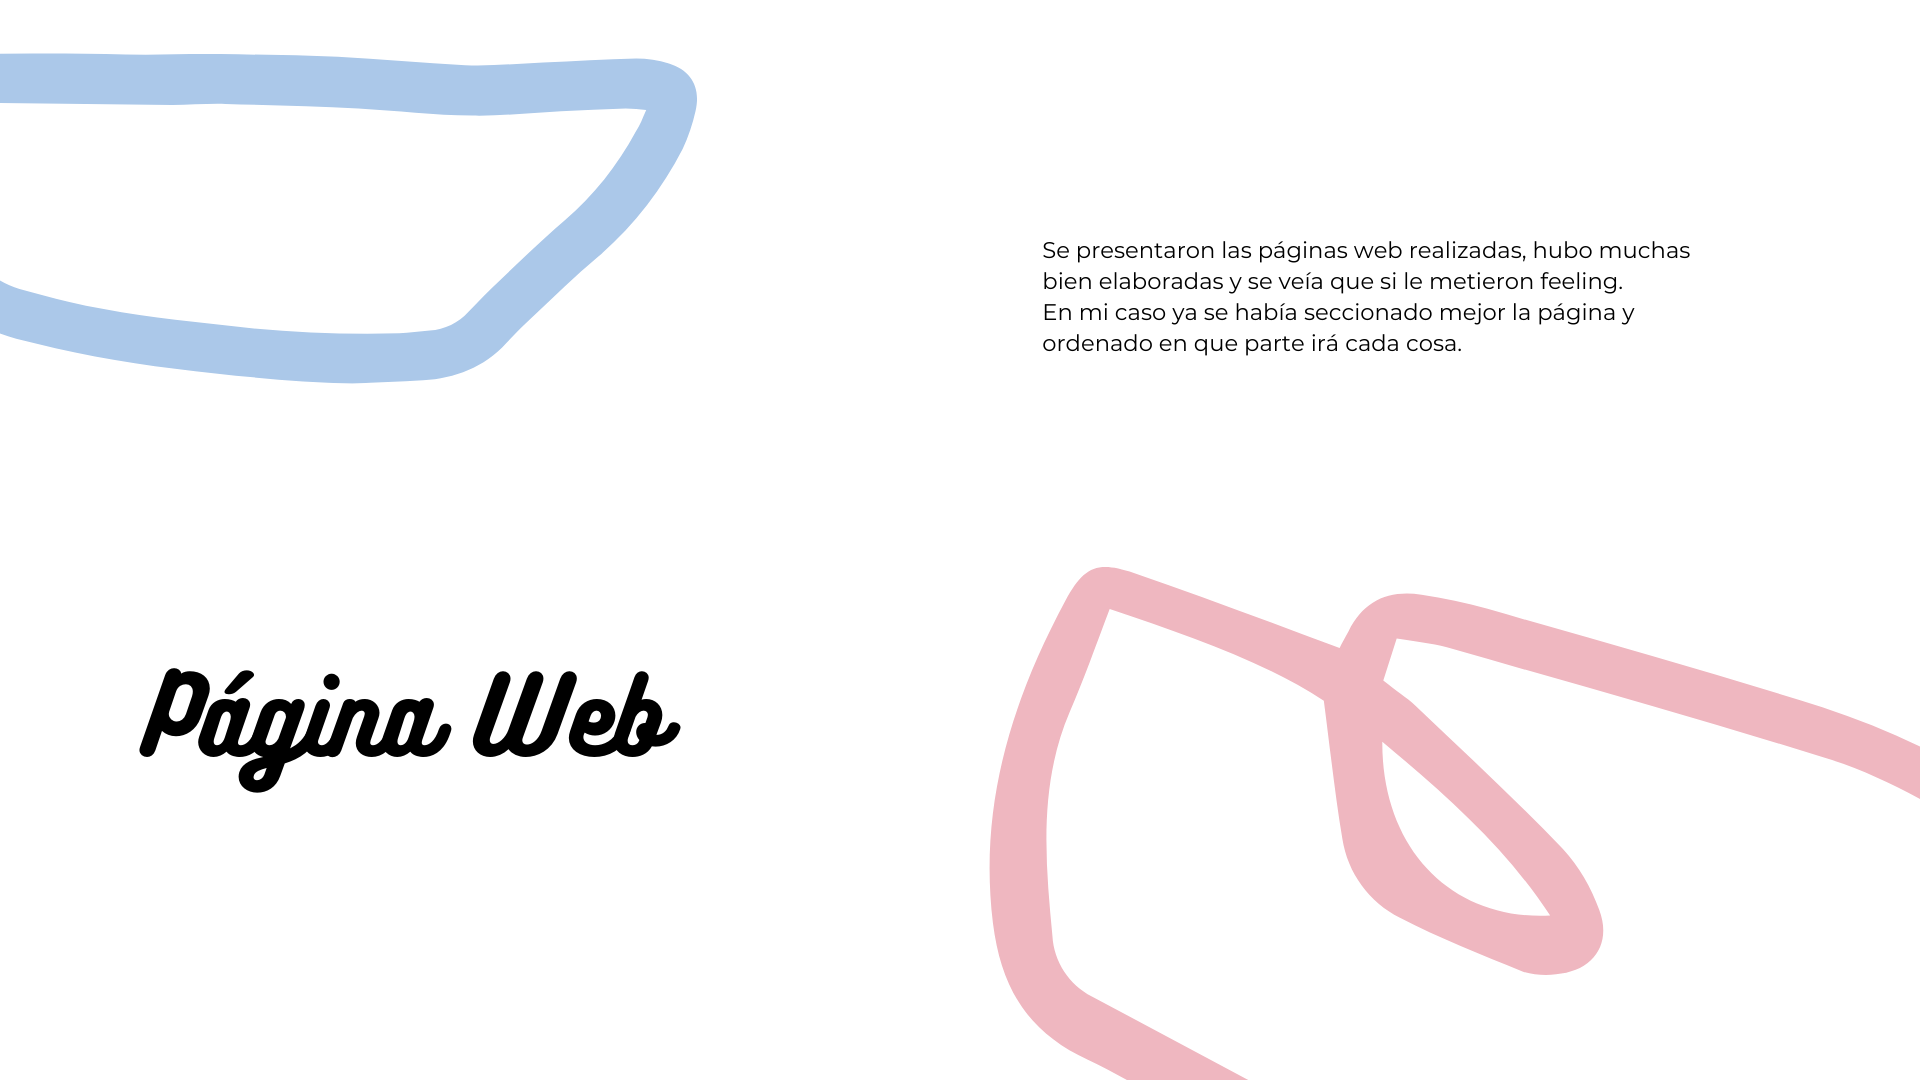 Se presentaron las páginas web realizadas, hubo muchas
bien elaboradas y se veía que si le metieron feeling.
En mi caso ya se había seccionado mejor la página y
ordenado en que parte irá cada cosa.
Página Web